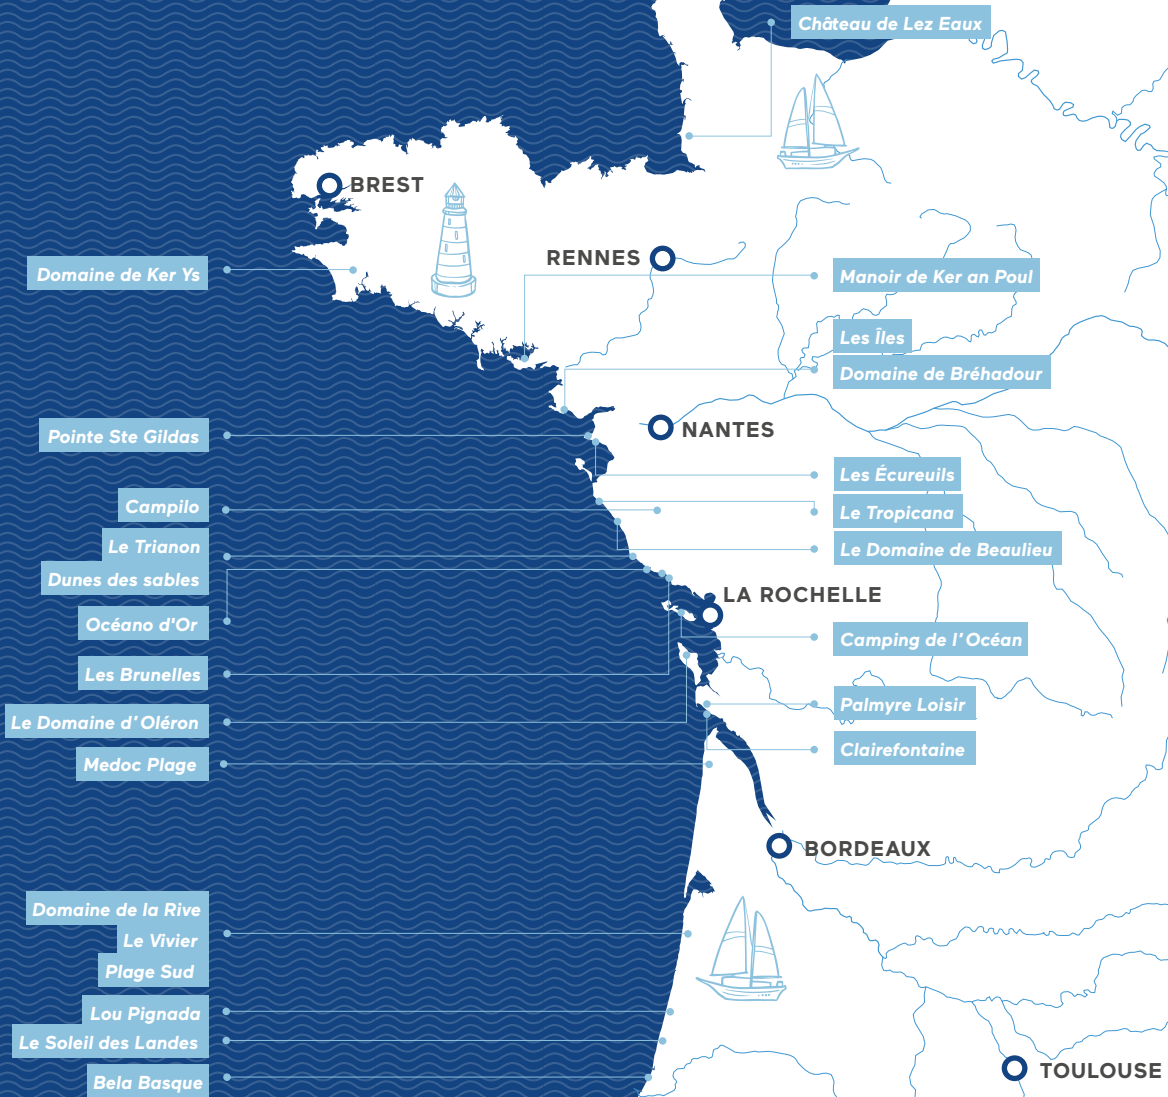 Château de Lez Eaux
BREST
RENNES
Domaine de Ker Ys
Manoir de Ker an Poul
Les Îles
Domaine de Bréhadour
Pointe Ste Gildas
NANTES
Les Écureuils
Campilo
Le Tropicana
Le Trianon
Le Domaine de Beaulieu
Dunes des sables
LA ROCHELLE
Océano d'Or
Camping de l'Océan
Les Brunelles
Palmyre Loisir
Le Domaine d'Oléron
Clairefontaine
Medoc Plage
BORDEAUX
Domaine de la Rive
Le Vivier
Plage Sud
Lou Pignada
Le Soleil des Landes
TOULOUSE
Bela Basque